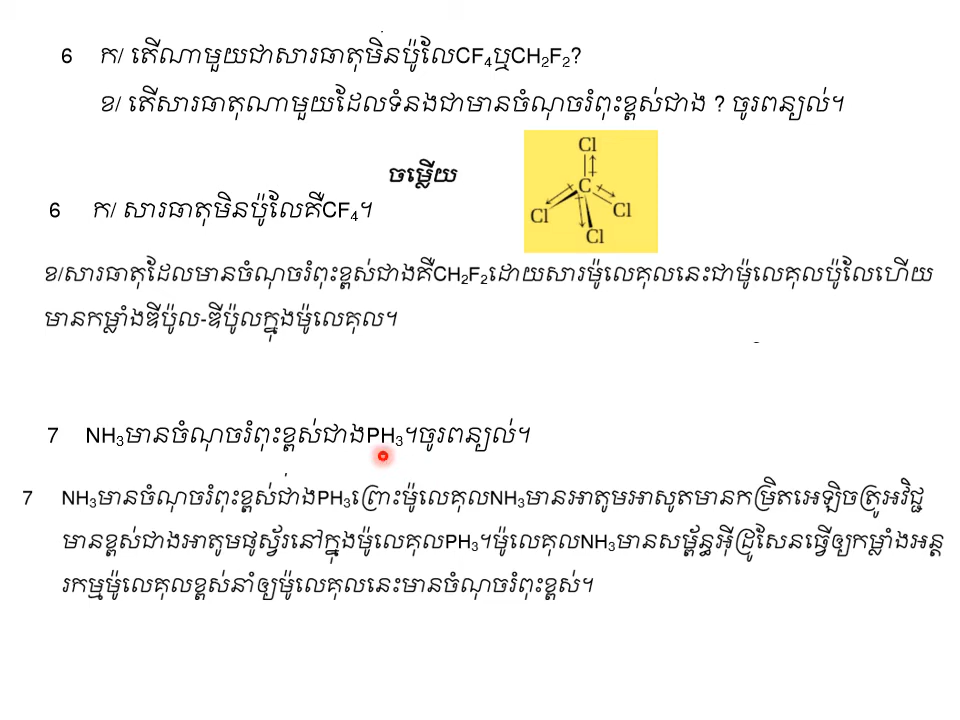 6 ក/ តើណាមួយជាសារធាតុមិនប៉ូលែCF₄ឬCH₂F₂?
ខ/ តើសារធាតុណាមួយដែលទំនងជាមានចំណុចរំពុះខ្ពស់ជាង ? ចូរពន្យល់។
ចម្លើយ
Cl
C
Cl
Cl
Cl
6 ក/ សារធាតុមិនប៉ូលែគឺCF₄។
ខ/សារធាតុដែលមានចំណុចរំពុះខ្ពស់ជាងគឺCH₂F₂ដោយសារម៉ូលេគុលនេះជាម៉ូលេគុលប៉ូលែហើយ
មានកម្លាំងឌីប៉ូល-ឌីប៉ូលក្នុងម៉ូលេគុល។
7 NH₃មានចំណុចរំពុះខ្ពស់ជាងPH₃។ចូរពន្យល់។
7 NH₃មានចំណុចរំពុះខ្ពស់ជាងPH₃ព្រោះម៉ូលេគុលNH₃មានអាតូមអាសូតមានកម្រិតអេឡិចត្រូអវិជ្ជ
មានខ្ពស់ជាងអាតូមផូស្វ័រនៅក្នុងម៉ូលេគុលPH₃។ម៉ូលេគុលNH₃មានសម្ព័ន្ធអ៊ីដ្រូសែនធ្វើឲ្យកម្លាំងអន្ត
រកម្មម៉ូលេគុលខ្ពស់នាំឲ្យម៉ូលេគុលនេះមានចំណុចរំពុះខ្ពស់។